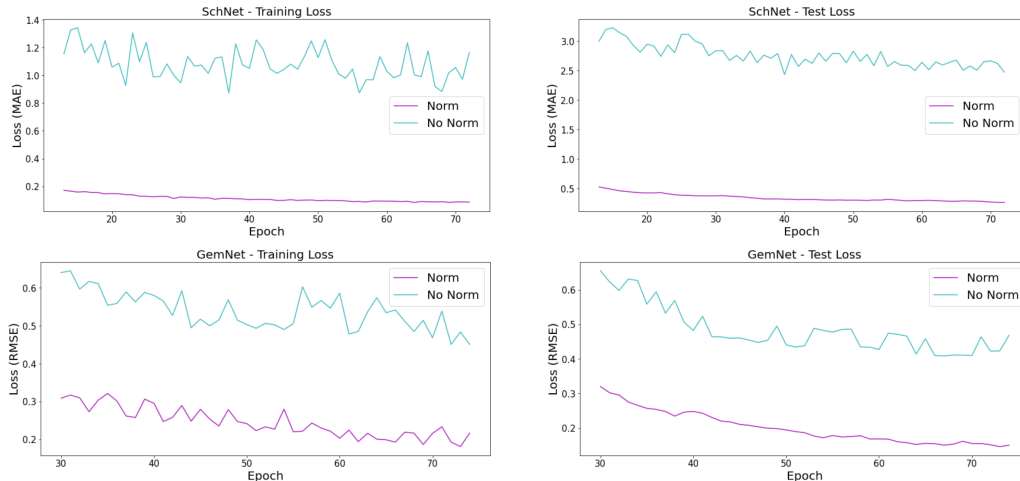 SchNet - Training Loss
1.4
1.2
1.0
0.8
0.6
0.4
0.2
Loss (MAE)
Norm
No Norm
20 30 40 50 60 70
Epoch
SchNet - Test Loss
3.0
2.5
2.0
1.5
1.0
0.5
Loss (MAE)
Norm
No Norm
20 30 40 50 60 70
Epoch
GemNet - Training Loss
0.6
0.5
0.4
0.3
0.2
Loss (RMSE)
Norm
No Norm
30 40 50 60 70
Epoch
GemNet - Test Loss
0.6
0.5
0.4
0.3
0.2
Loss (RMSE)
Norm
No Norm
30 40 50 60 70
Epoch